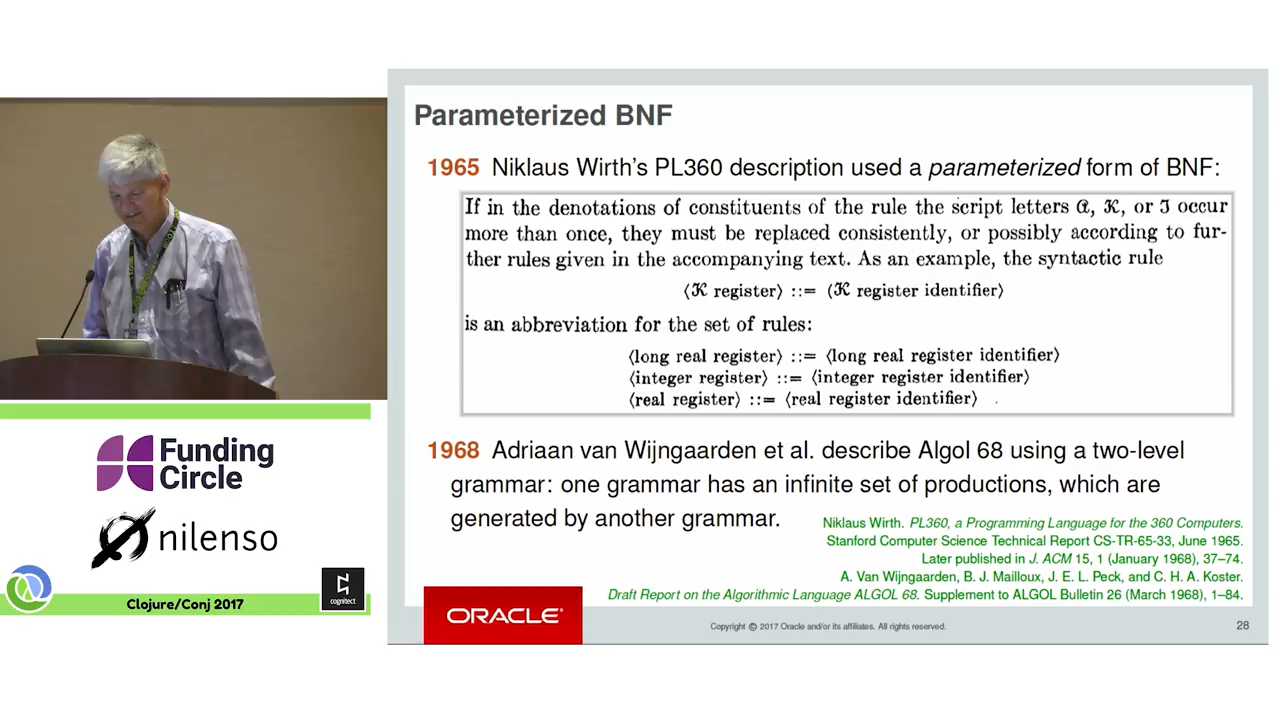 Parameterized BNF
1965 Niklaus Wirth's PL360 description used a parameterized form of BNF:
If in the denotations of constituents of the rule the script letters 𝒜, 𝒦, or 𝒯 occur
more than once, they must be replaced consistently, or possibly according to fur-
ther rules given in the accompanying text. As an example, the syntactic rule
⟨𝒦 register⟩ ::= ⟨𝒦 register identifier⟩
is an abbreviation for the set of rules:
⟨long real register⟩ ::= ⟨long real register identifier⟩
⟨integer register⟩ ::= ⟨integer register identifier⟩
⟨real register⟩ ::= ⟨real register identifier⟩
1968 Adriaan van Wijngaarden et al. describe Algol 68 using a two-level
grammar: one grammar has an infinite set of productions, which are
generated by another grammar.
Niklaus Wirth. PL360, a Programming Language for the 360 Computers.
Stanford Computer Science Technical Report CS-TR-65-33, June 1965.
Later published in J. ACM 15, 1 (January 1968), 37–74.
A. Van Wijngaarden, B. J. Mailloux, J. E. L. Peck, and C. H. A. Koster.
Draft Report on the Algorithmic Language ALGOL 68. Supplement to ALGOL Bulletin 26 (March 1968), 1–84.
ORACLE®
Copyright © 2017 Oracle and/or its affiliates. All rights reserved.
28
Funding
Circle
nilenso
Clojure/Conj 2017
cognitect